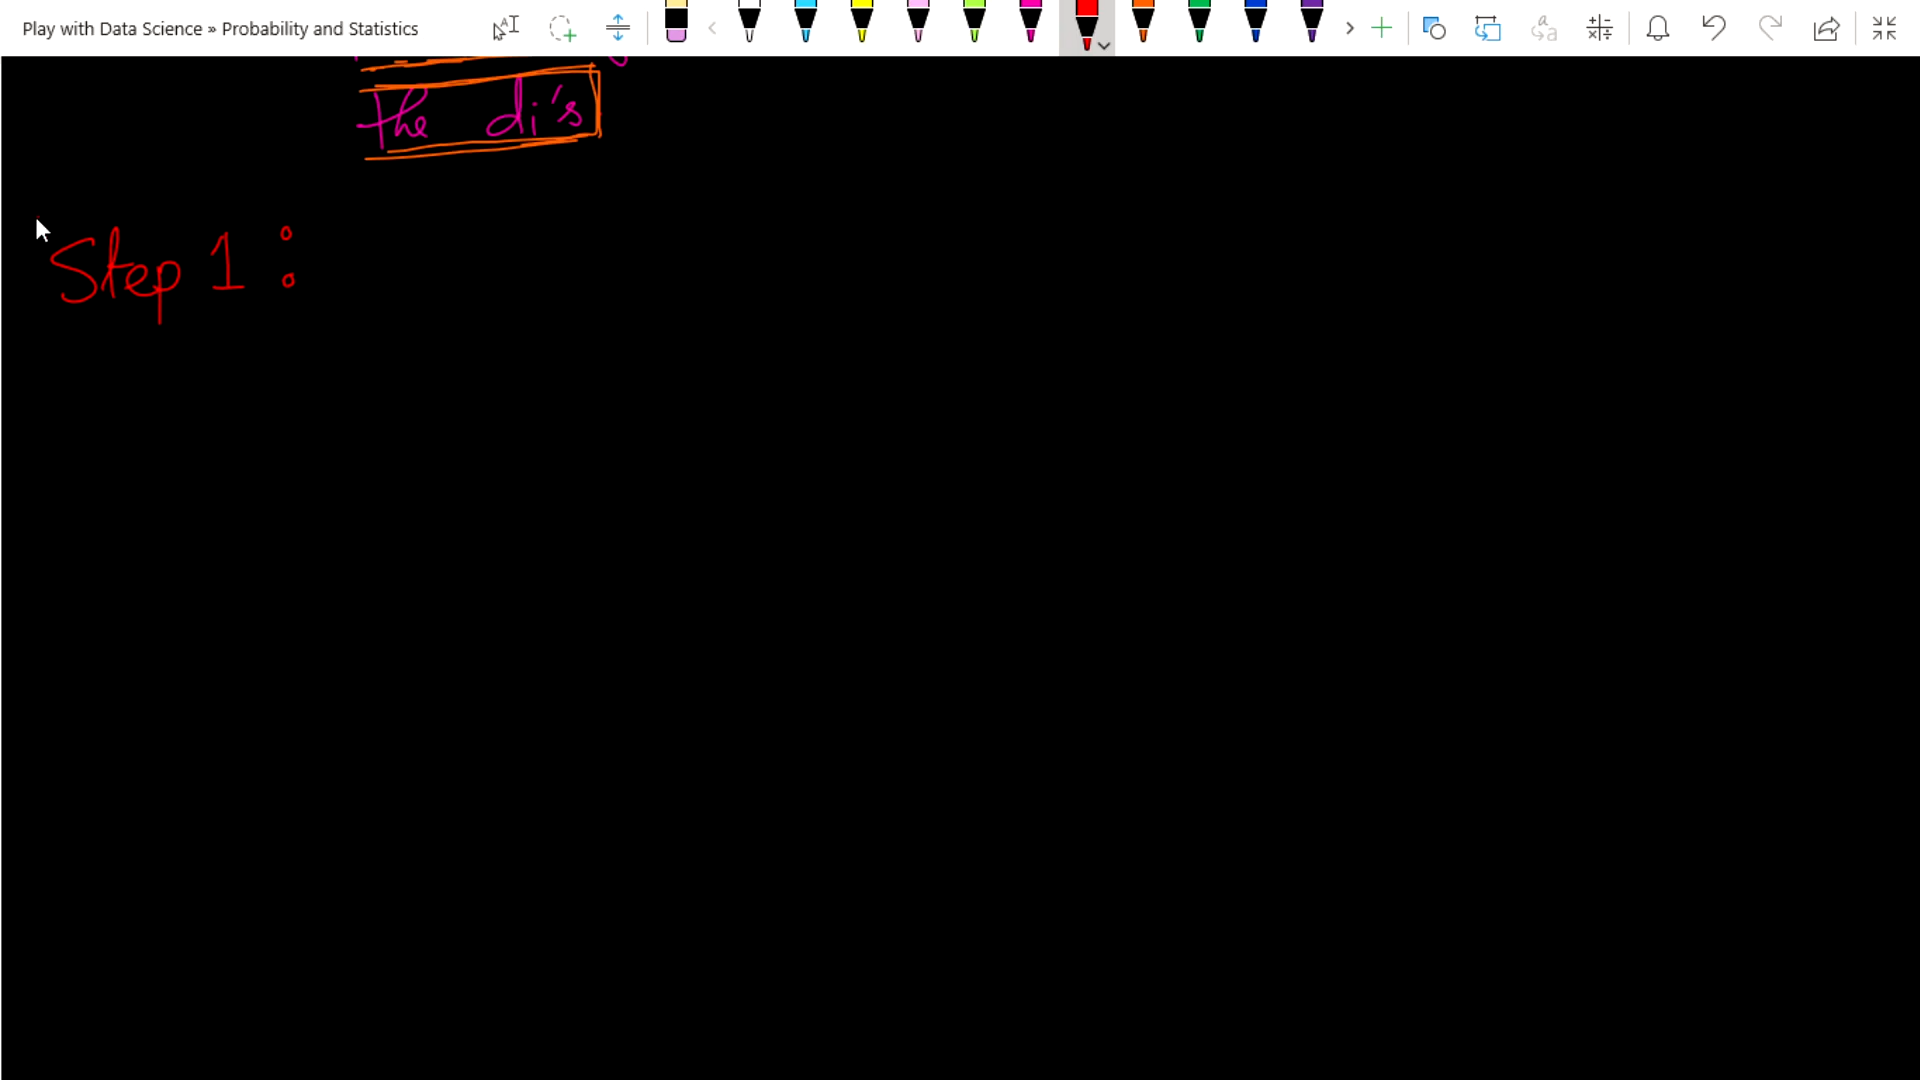 Play with Data Science » Probability and Statistics
the di's
Step 1 :